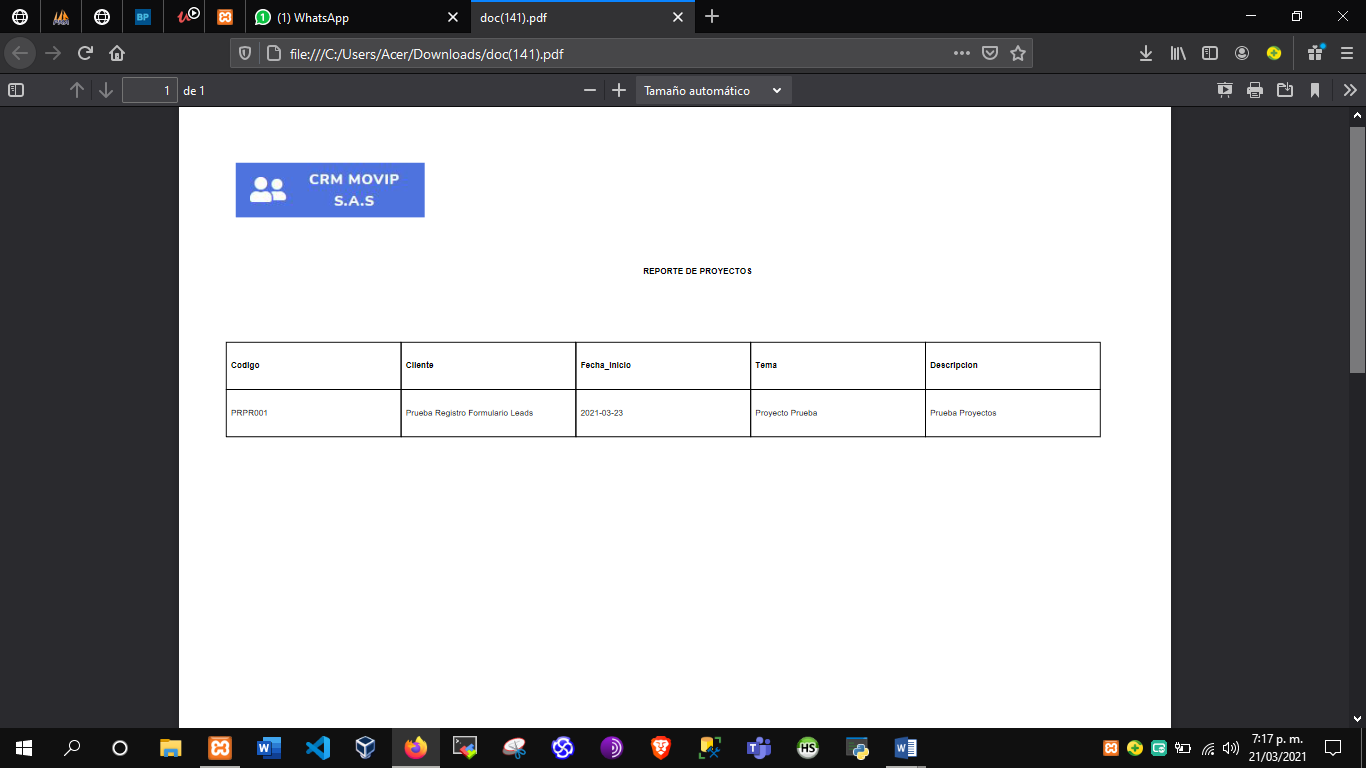 BP
(1) WhatsApp
doc(141).pdf
file:///C:/Users/Acer/Downloads/doc(141).pdf
1 de 1
Tamaño automático
CRM MOVIP
S.A.S
REPORTE DE PROYECTOS
Codigo Cliente Fecha_Inicio Tema Descripcion
PRPR001 Prueba Registro Formulario Leads 2021-03-23 Proyecto Prueba Prueba Proyectos
HS
7:17 p. m.
21/03/2021